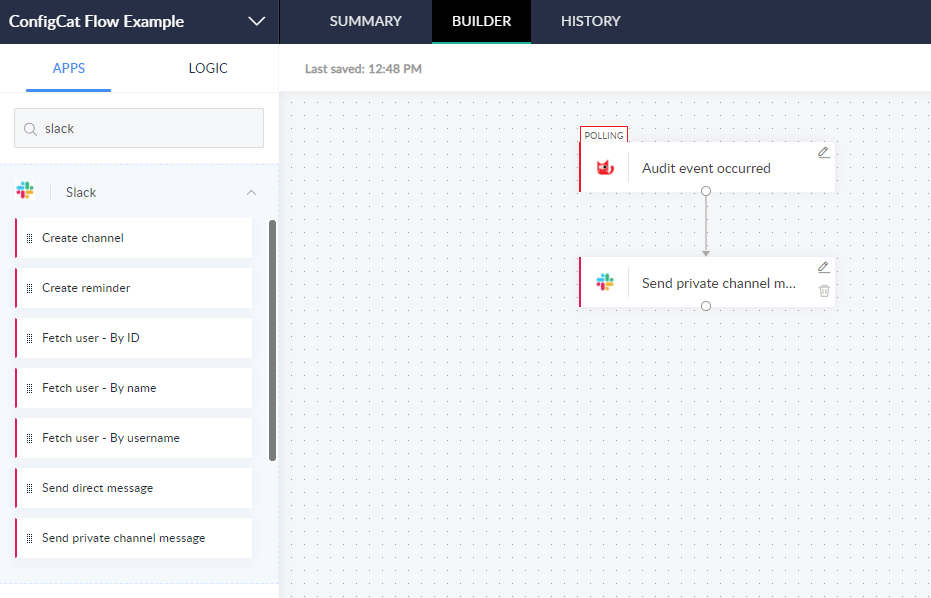 ConfigCat Flow Example
SUMMARY
BUILDER
HISTORY
APPS
LOGIC
Last saved: 12:48 PM
slack
Slack
Create channel
Create reminder
Fetch user - By ID
Fetch user - By name
Fetch user - By username
Send direct message
Send private channel message
POLLING
Audit event occurred
Send private channel m...